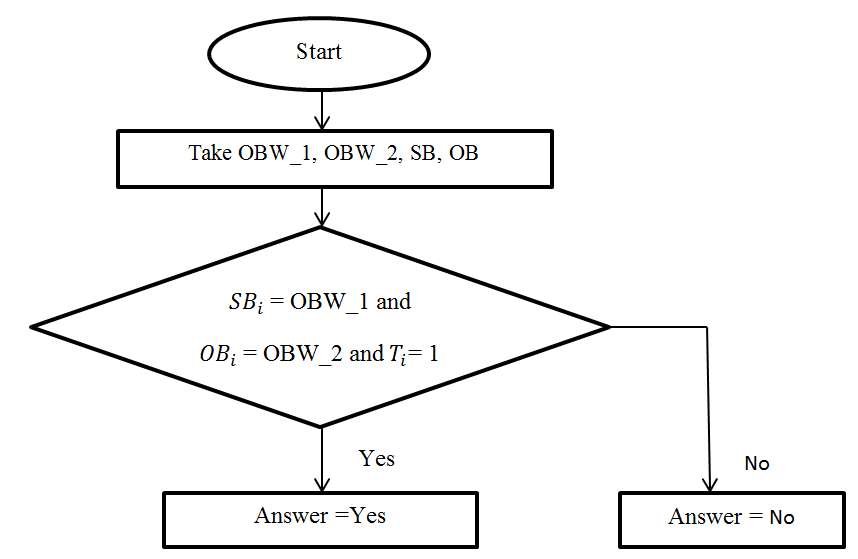 Start
Take OBW_1, OBW_2, SB, OB
𝑆𝐵ᵢ = OBW_1 and
𝑂𝐵ᵢ = OBW_2 and 𝑇ᵢ= 1
Yes
No
Answer =Yes
Answer = No